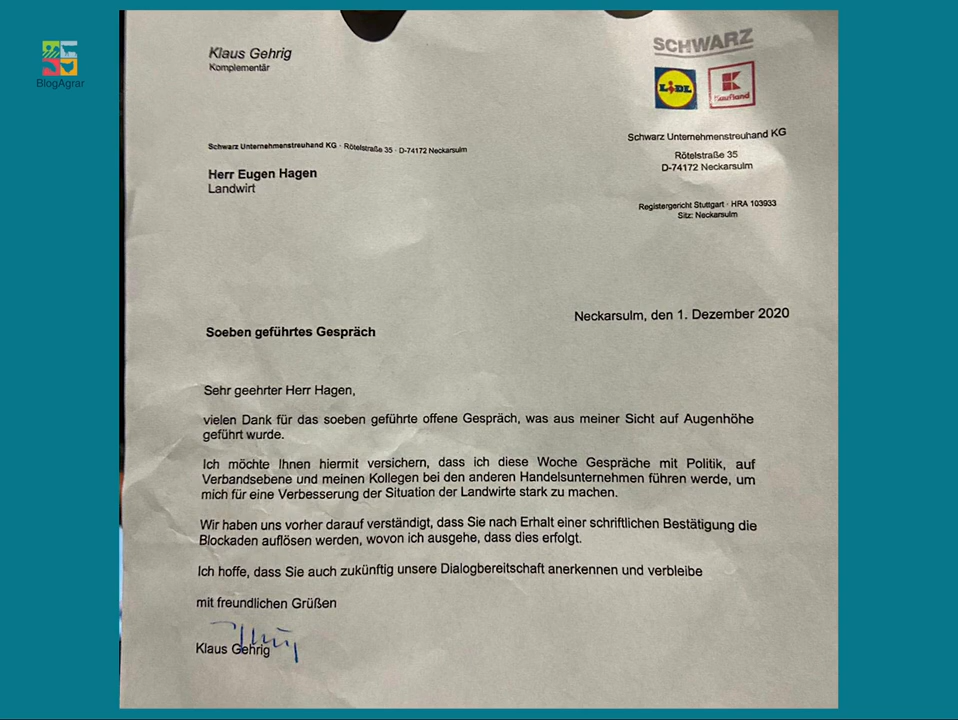 BlogAgrar
Klaus Gehrig
Komplementär
SCHWARZ
LIDL
Kaufland
Schwarz Unternehmenstreuhand KG
Rötelstraße 35
D-74172 Neckarsulm
Registergericht Stuttgart · HRA 103933
Sitz: Neckarsulm
Schwarz Unternehmenstreuhand KG · Rötelstraße 35 · D-74172 Neckarsulm
Herr Eugen Hagen
Landwirt
Neckarsulm, den 1. Dezember 2020
Soeben geführtes Gespräch
Sehr geehrter Herr Hagen,
vielen Dank für das soeben geführte offene Gespräch, was aus meiner Sicht auf Augenhöhe
geführt wurde.
Ich möchte Ihnen hiermit versichern, dass ich diese Woche Gespräche mit Politik, auf
Verbandsebene und meinen Kollegen bei den anderen Handelsunternehmen führen werde, um
mich für eine Verbesserung der Situation der Landwirte stark zu machen.
Wir haben uns vorher darauf verständigt, dass Sie nach Erhalt einer schriftlichen Bestätigung die
Blockaden auflösen werden, wovon ich ausgehe, dass dies erfolgt.
Ich hoffe, dass Sie auch zukünftig unsere Dialogbereitschaft anerkennen und verbleibe
mit freundlichen Grüßen
Klaus Gehrig